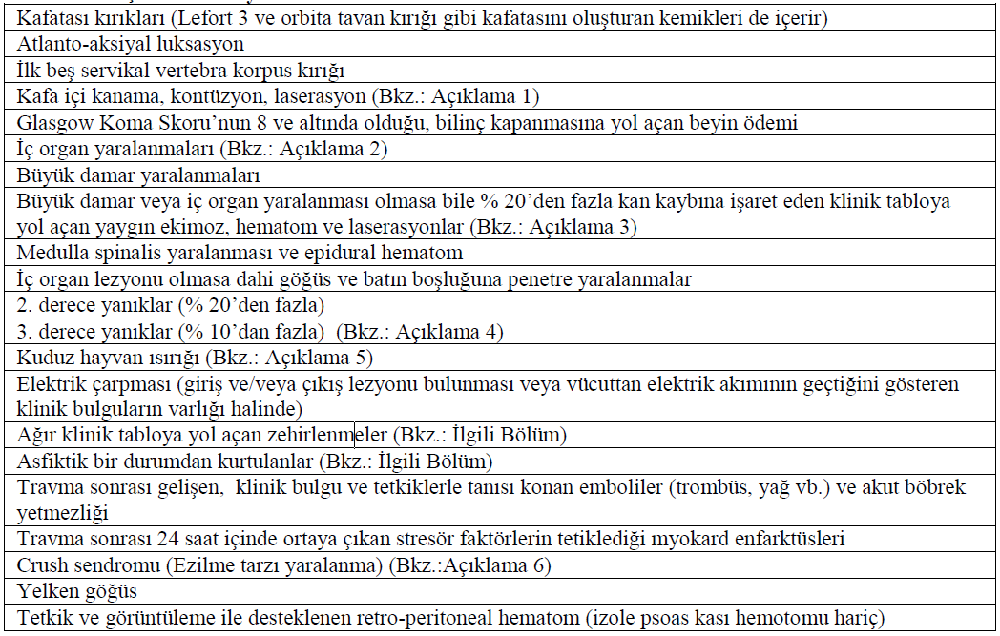 Kafatası kırıkları (Lefort 3 ve orbita tavan kırığı gibi kafatasını oluşturan kemikleri de içerir)
Atlanto-aksiyal luksasyon
İlk beş servikal vertebra korpus kırığı
Kafa içi kanama, kontüzyon, laserasyon (Bkz.: Açıklama 1)
Glasgow Koma Skoru’nun 8 ve altında olduğu, bilinç kapanmasına yol açan beyin ödemi
İç organ yaralanmaları (Bkz.: Açıklama 2)
Büyük damar yaralanmaları
Büyük damar veya iç organ yaralanması olmasa bile % 20’den fazla kan kaybına işaret eden klinik tabloya
yol açan yaygın ekimoz, hematom ve laserasyonlar (Bkz.: Açıklama 3)
Medulla spinalis yaralanması ve epidural hematom
İç organ lezyonu olmasa dahi göğüs ve batın boşluğuna penetre yaralanmalar
2. derece yanıklar (% 20’den fazla)
3. derece yanıklar (% 10’dan fazla) (Bkz.: Açıklama 4)
Kuduz hayvan ısırığı (Bkz.: Açıklama 5)
Elektrik çarpması (giriş ve/veya çıkış lezyonu bulunması veya vücuttan elektrik akımının geçtiğini gösteren
klinik bulguların varlığı halinde)
Ağır klinik tabloya yol açan zehirlenmeler (Bkz.: İlgili Bölüm)
Asfiktik bir durumdan kurtulanlar (Bkz.: İlgili Bölüm)
Travma sonrası gelişen, klinik bulgu ve tetkiklerle tanısı konan emboliler (trombüs, yağ vb.) ve akut böbrek
yetmezliği
Travma sonrası 24 saat içinde ortaya çıkan stresör faktörlerin tetiklediği myokard enfarktüsleri
Crush sendromu (Ezilme tarzı yaralanma) (Bkz.:Açıklama 6)
Yelken göğüs
Tetkik ve görüntüleme ile desteklenen retro-peritoneal hematom (izole psoas kası hemotomu hariç)